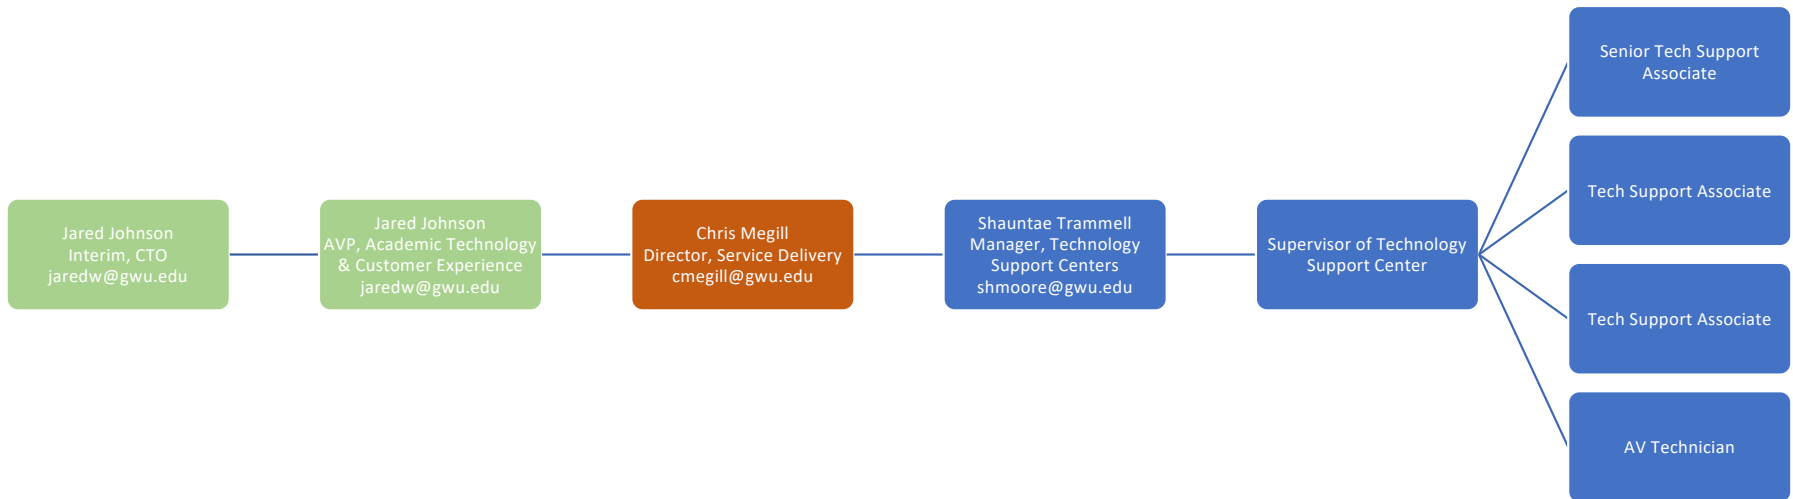 Jared Johnson
Interim, CTO
jaredw@gwu.edu
Jared Johnson
AVP, Academic Technology
& Customer Experience
jaredw@gwu.edu
Chris Megill
Director, Service Delivery
cmegill@gwu.edu
Shauntae Trammell
Manager, Technology
Support Centers
shmoore@gwu.edu
Supervisor of Technology
Support Center
Senior Tech Support
Associate
Tech Support Associate
Tech Support Associate
AV Technician